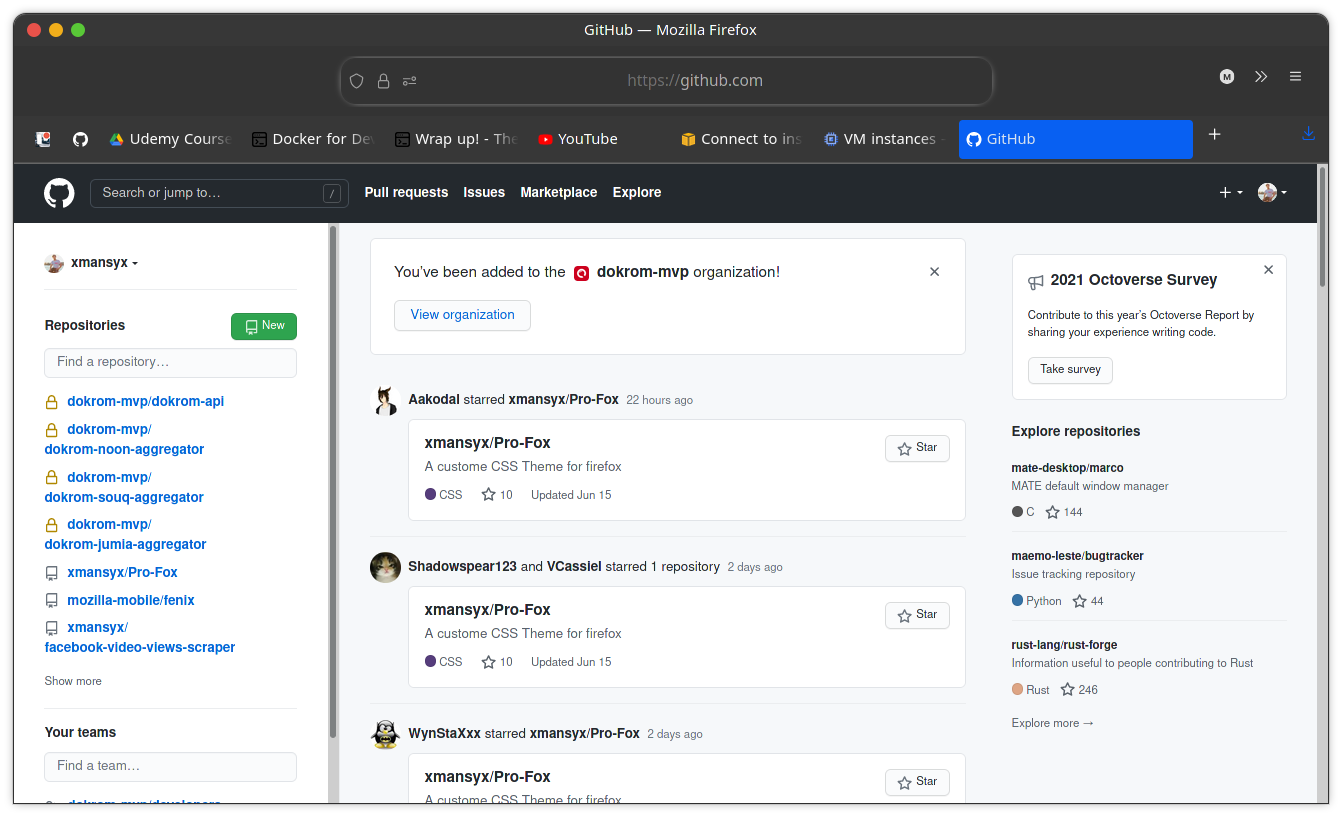 GitHub — Mozilla Firefox
https://github.com
M
Udemy Course
Docker for De
Wrap up! - The
YouTube
Connect to ins
VM instances -
GitHub
Search or jump to…
/
Pull requests
Issues
Marketplace
Explore
xmansyx
Repositories
New
Find a repository…
dokrom-mvp/dokrom-api
dokrom-mvp/
dokrom-noon-aggregator
dokrom-mvp/
dokrom-souq-aggregator
dokrom-mvp/
dokrom-jumia-aggregator
xmansyx/Pro-Fox
mozilla-mobile/fenix
xmansyx/
facebook-video-views-scraper
Show more
Your teams
Find a team…
dokrom-mvp/developers
You've been added to the dokrom-mvp organization!
View organization
Aakodal starred xmansyx/Pro-Fox 22 hours ago
xmansyx/Pro-Fox
Star
A custome CSS Theme for firefox
CSS 10 Updated Jun 15
Shadowspear123 and VCassiel starred 1 repository 2 days ago
xmansyx/Pro-Fox
Star
A custome CSS Theme for firefox
CSS 10 Updated Jun 15
WynStaXxx starred xmansyx/Pro-Fox 2 days ago
xmansyx/Pro-Fox
Star
A custome CSS Theme for firefox
2021 Octoverse Survey
Contribute to this year's Octoverse Report by
sharing your experience writing code.
Take survey
Explore repositories
mate-desktop/marco
MATE default window manager
C 144
maemo-leste/bugtracker
Issue tracking repository
Python 44
rust-lang/rust-forge
Information useful to people contributing to Rust
Rust 246
Explore more →